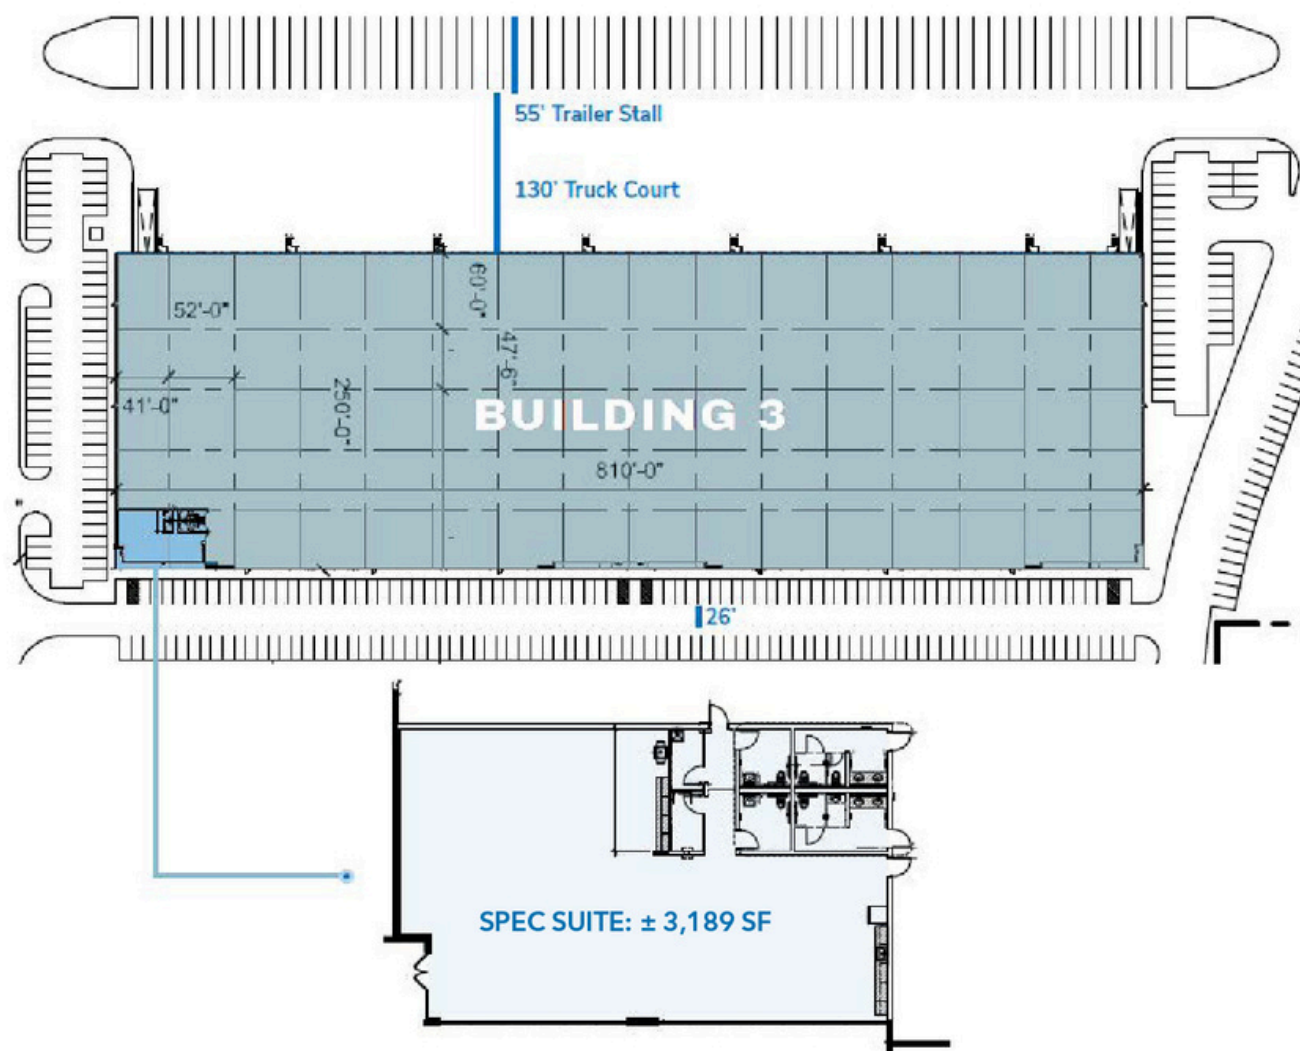 55' Trailer Stall
130' Truck Court
52'-0"
60'-0"
47'-6"
41'-0"
250'-0"
BUILDING 3
810'-0"
26'
SPEC SUITE: ± 3,189 SF